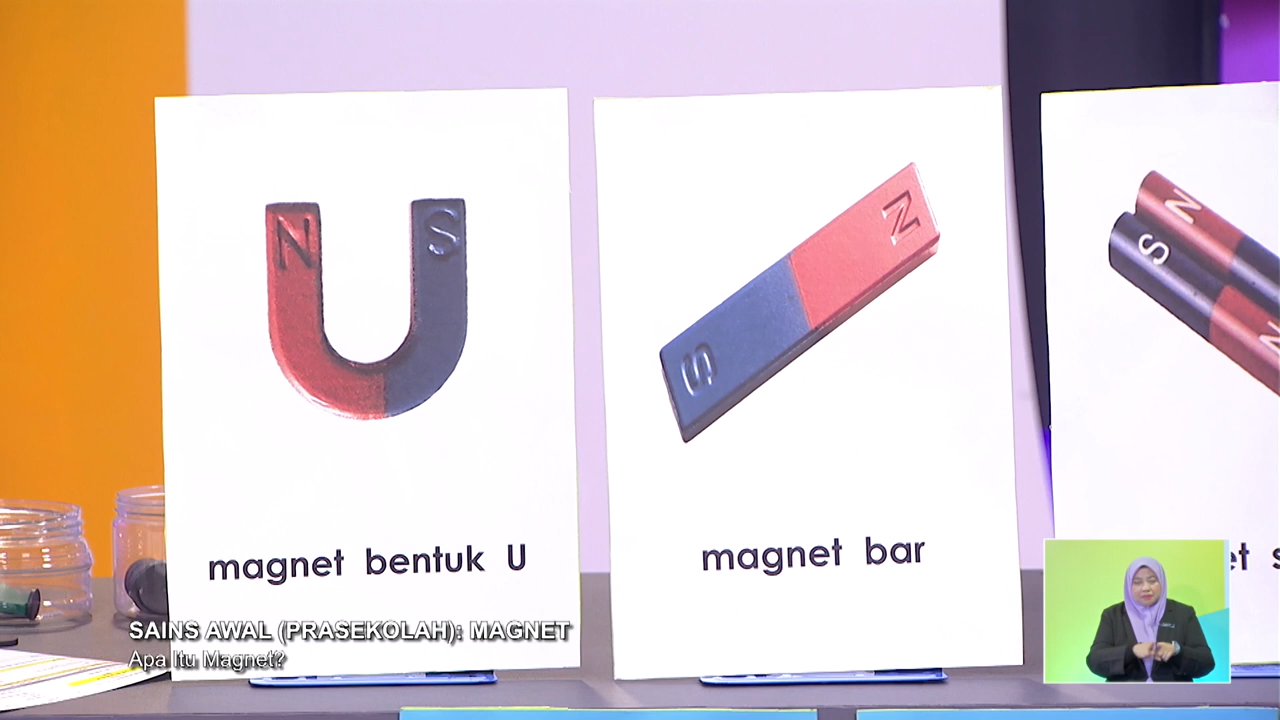 N S
magnet bentuk U
N
S
magnet bar
N
S
N
SAINS AWAL (PRASEKOLAH): MAGNET
Apa Itu Magnet?